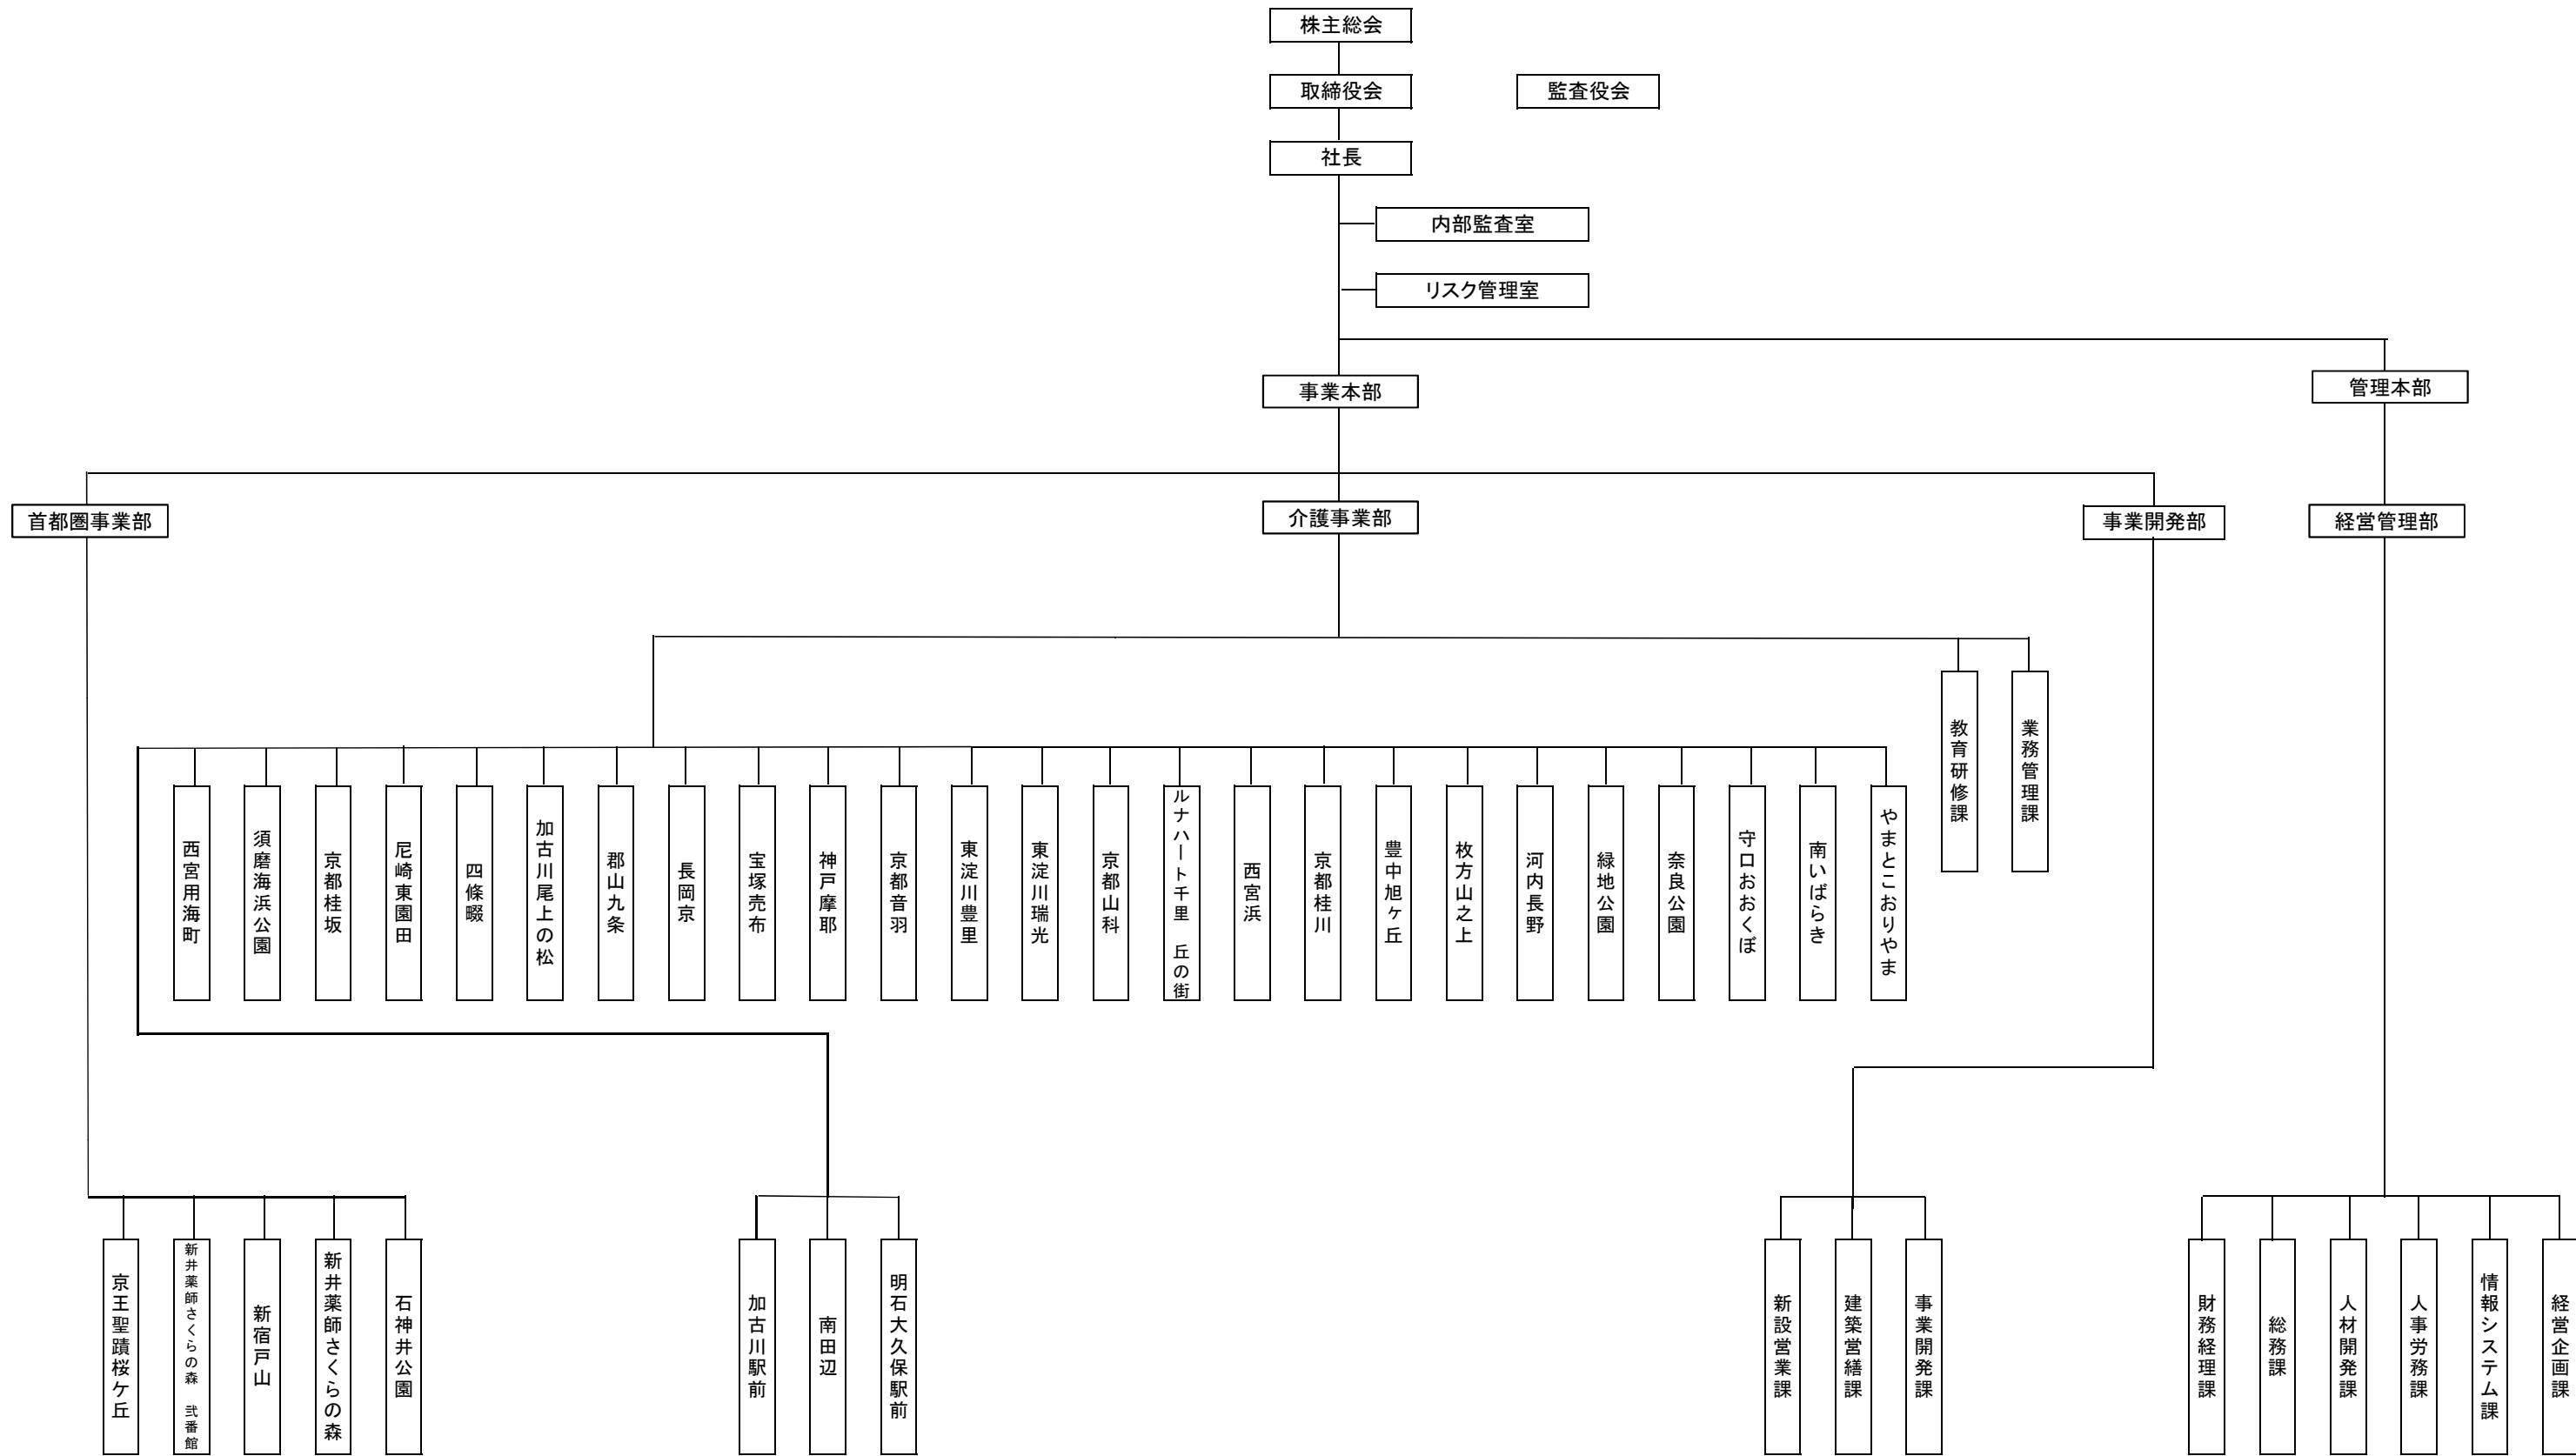 株主総会
取締役会
監査役会
社長
内部監査室
リスク管理室
事業本部
管理本部
首都圏事業部
介護事業部
事業開発部
経営管理部
教育研修課
業務管理課
西宮用海町
須磨海浜公園
京都桂坂
尼崎東園田
四條畷
加古川尾上の松
郡山九条
長岡京
宝塚売布
神戸摩耶
京都音羽
東淀川豊里
東淀川瑞光
京都山科
ルナハート千里 丘の街
西宮浜
京都桂川
豊中旭ヶ丘
枚方山之上
河内長野
緑地公園
奈良公園
守口おおくぼ
南いばらき
やまとこおりやま
京王聖蹟桜ケ丘
新井薬師さくらの森 弐番館
新宿戸山
新井薬師さくらの森
石神井公園
加古川駅前
南田辺
明石大久保駅前
新設営業課
建築営繕課
事業開発課
財務経理課
総務課
人材開発課
人事労務課
情報システム課
経営企画課